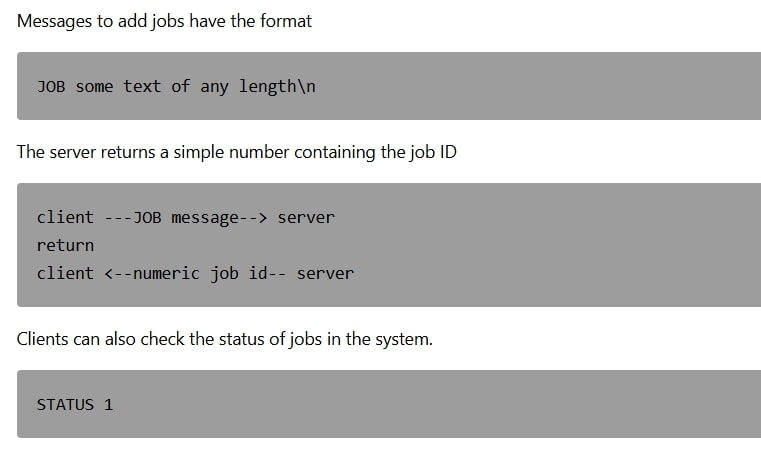 Messages to add jobs have the format
JOB some text of any length\n
The server returns a simple number containing the job ID
client ---JOB message--> server
return
client <--numeric job id-- server
Clients can also check the status of jobs in the system.
STATUS 1